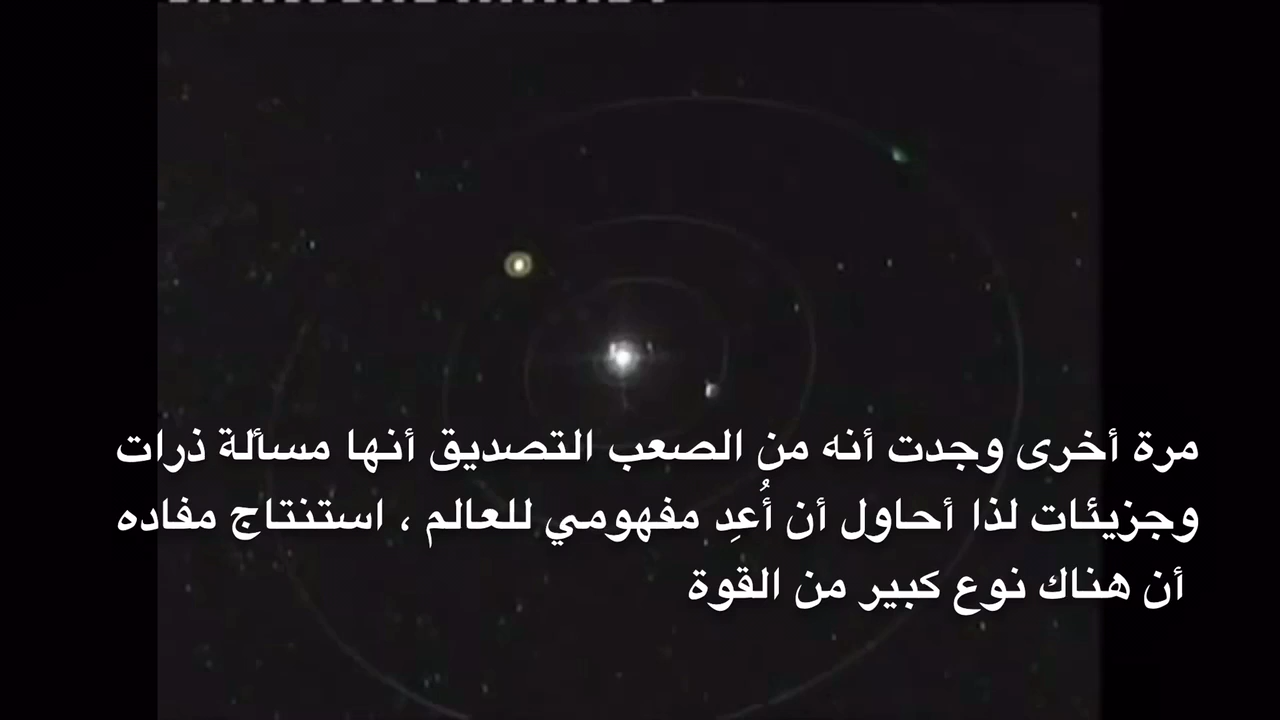 مرة أخرى وجدت أنه من الصعب التصديق أنها مسألة ذرات
وجزيئات لذا أحاول أن أُعدِ مفهومي للعالم ، استنتاج مفاده
أن هناك نوع كبير من القوة